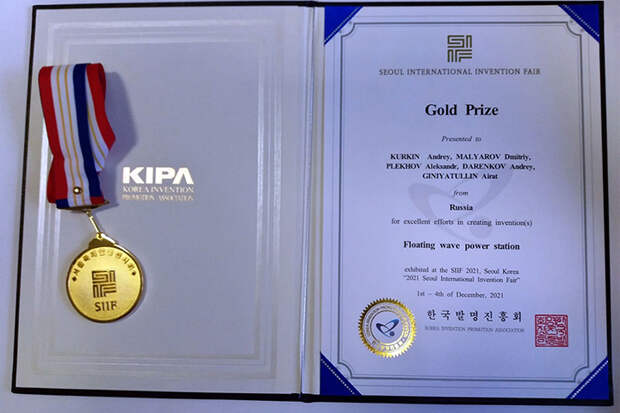 KIPA
KOREA INVENTION
PROMOTION ASSOCIATION
SIIF
SIIF
SEOUL INTERNATIONAL INVENTION FAIR
Gold Prize
Presented to
KURKIN Andrey, MALYAROV Dmitriy,
PLEKHOV Aleksandr, DARENKOV Andrey,
GINIYATULLIN Airat
from
Russia
for excellent efforts in creating invention(s)
Floating wave power station
exhibited at the SIIF 2021, Seoul Korea
"2021 Seoul International Invention Fair"
1st – 4th of December, 2021
한국발명진흥회
KOREA INVENTION PROMOTION ASSOCIATION